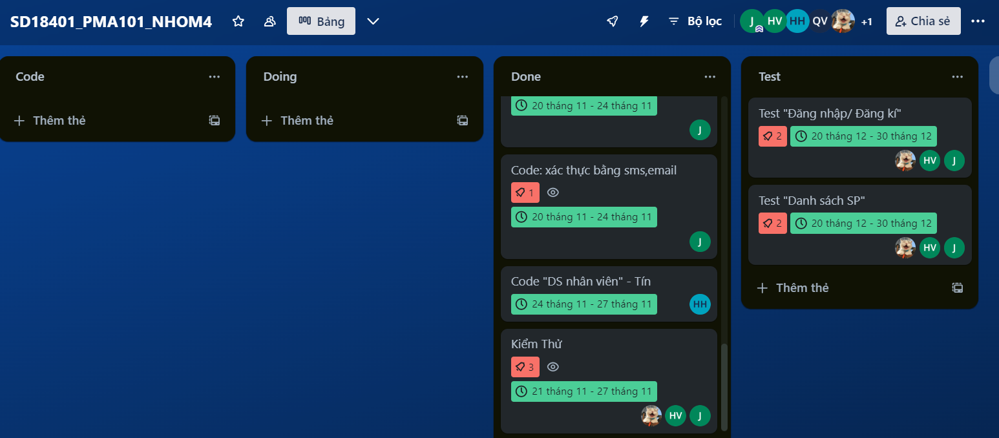 SD18401_PMA101_NHOM4
Bảng
Bộ lọc
J
HV
HH
QV
+1
Chia sẻ
Code
Thêm thẻ
Doing
Thêm thẻ
Done
20 tháng 11 - 24 tháng 11
J
Code: xác thực bằng sms,email
1
20 tháng 11 - 24 tháng 11
J
Code "DS nhân viên" - Tín
24 tháng 11 - 27 tháng 11
HH
Kiểm Thử
3
21 tháng 11 - 27 tháng 11
HV
J
Test
Test "Đăng nhập/ Đăng kí"
2
20 tháng 12 - 30 tháng 12
HV
J
Test "Danh sách SP"
2
20 tháng 12 - 30 tháng 12
HV
J
Thêm thẻ